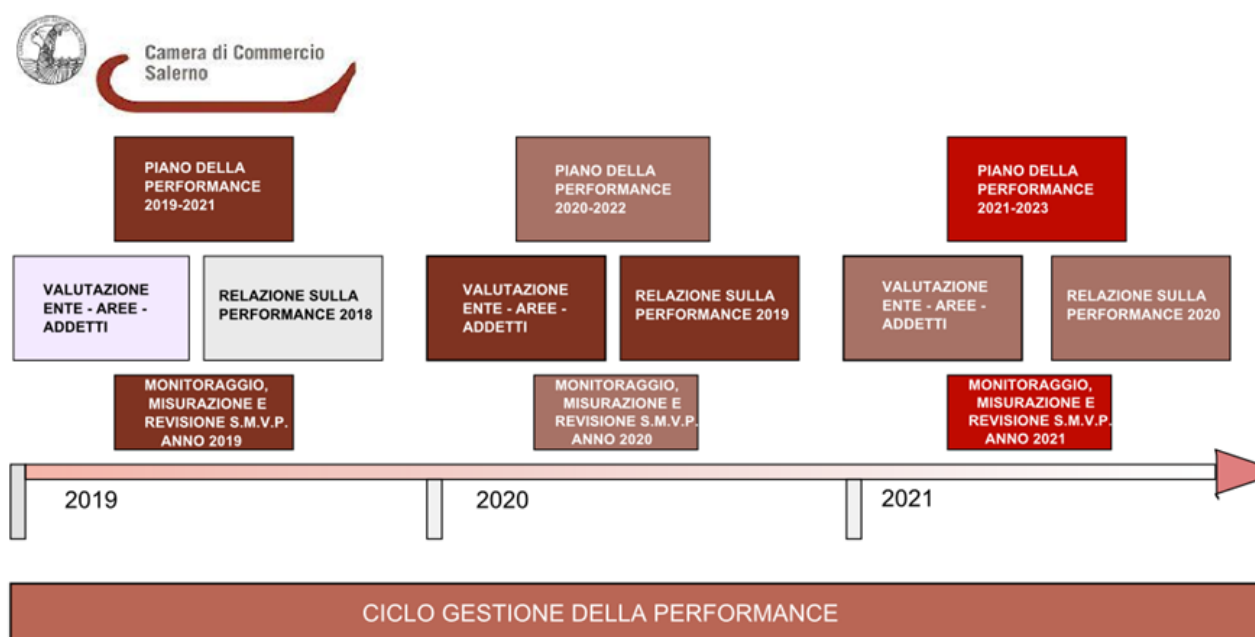 Camera di Commercio
Salerno
PIANO DELLA
PERFORMANCE
2019-2021
PIANO DELLA
PERFORMANCE
2020-2022
PIANO DELLA
PERFORMANCE
2021-2023
VALUTAZIONE
ENTE - AREE -
ADDETTI
RELAZIONE SULLA
PERFORMANCE 2018
VALUTAZIONE
ENTE - AREE -
ADDETTI
RELAZIONE SULLA
PERFORMANCE 2019
VALUTAZIONE
ENTE - AREE -
ADDETTI
RELAZIONE SULLA
PERFORMANCE 2020
MONITORAGGIO,
MISURAZIONE E
REVISIONE S.M.V.P.
ANNO 2019
MONITORAGGIO,
MISURAZIONE E
REVISIONE S.M.V.P.
ANNO 2020
MONITORAGGIO,
MISURAZIONE E
REVISIONE S.M.V.P.
ANNO 2021
2019
2020
2021
CICLO GESTIONE DELLA PERFORMANCE